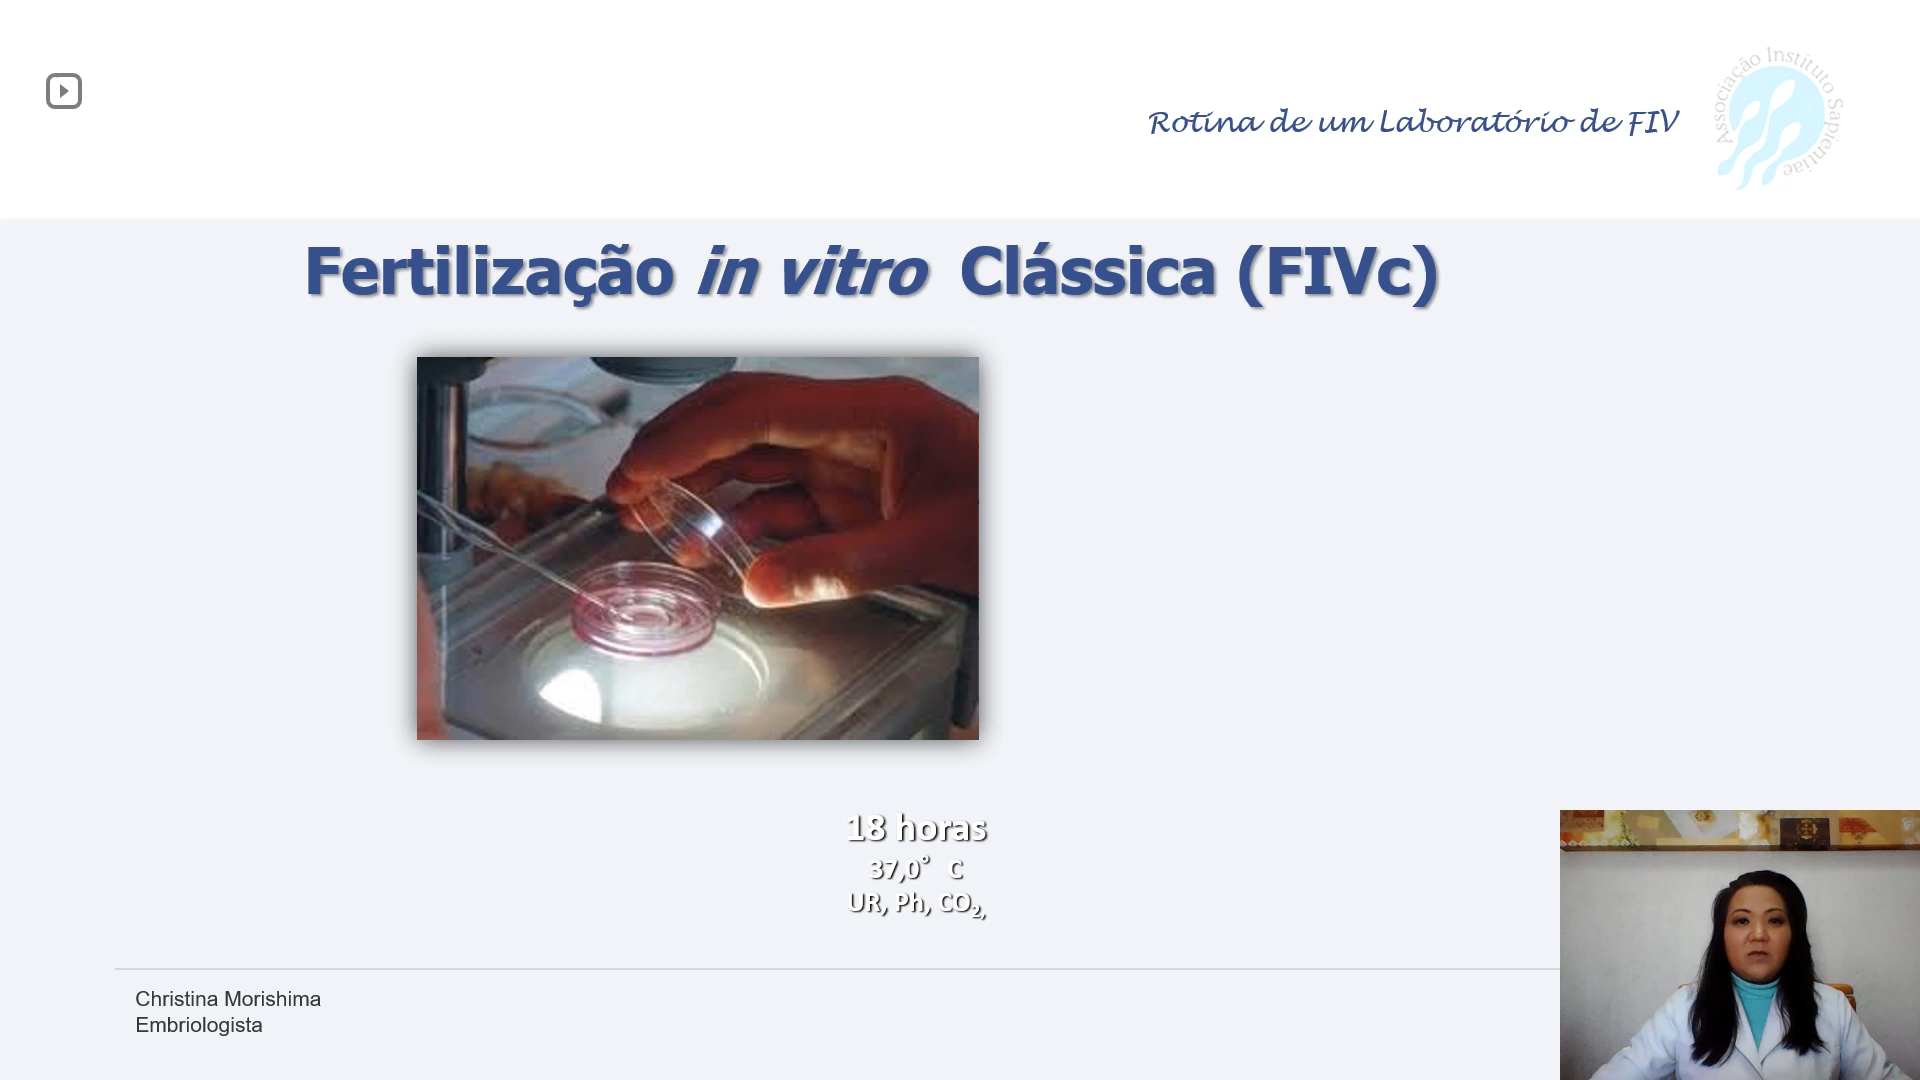 Rotina de um Laboratório de FIV
Associação Instituto Sapientiae
Fertilização in vitro Clássica (FIVc)
18 horas
37,0° C
UR, Ph, CO₂,
Christina Morishima
Embriologista